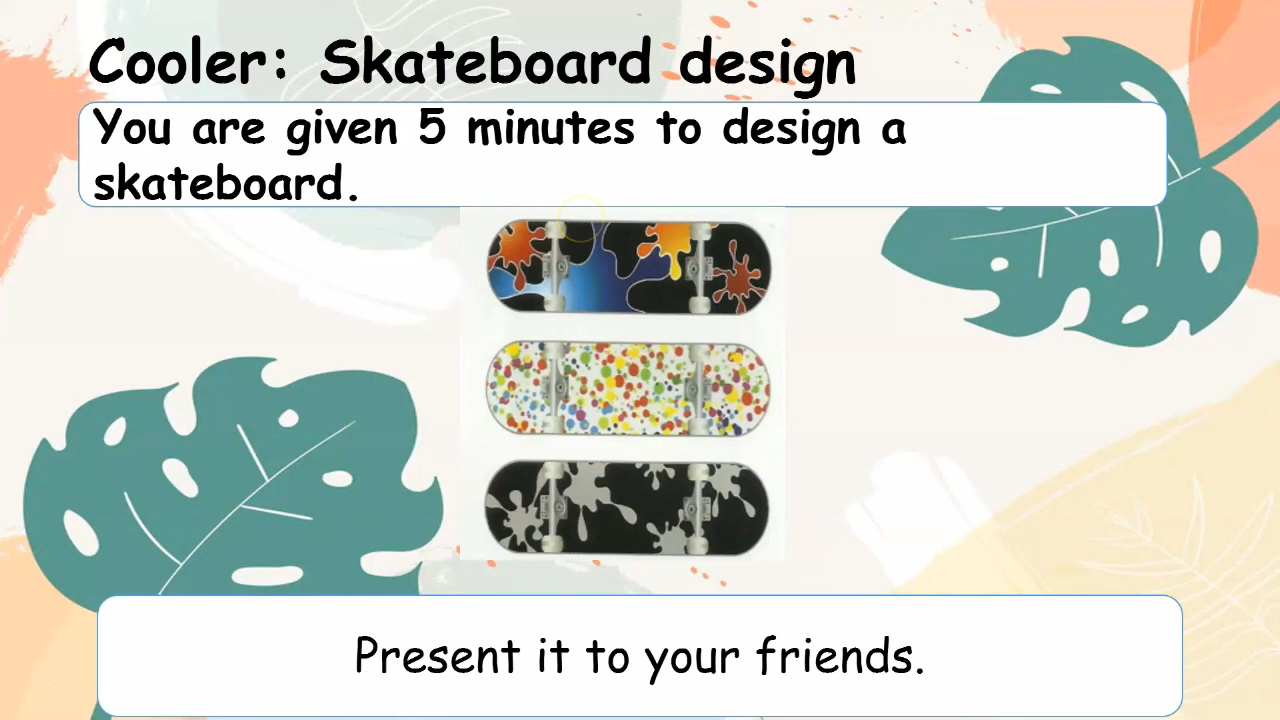 Cooler: Skateboard design
You are given 5 minutes to design a
skateboard.
Present it to your friends.